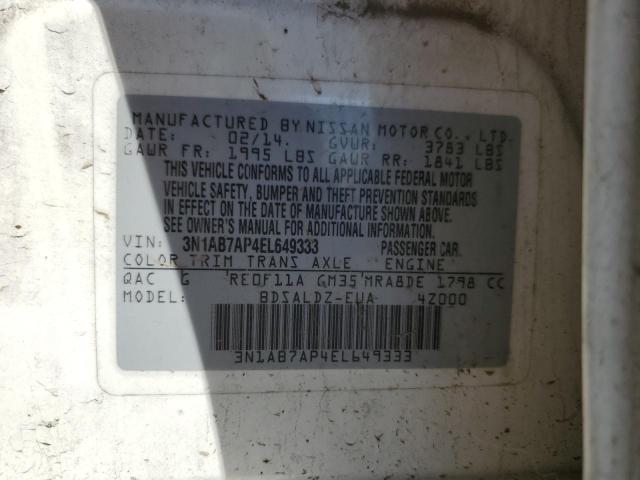 MANUFACTURED BY NISSAN MOTOR CO., LTD.
DATE: 02/14. GVWR: 3783 LBS
GAWR FR: 1995 LBS GAWR RR: 1841 LBS
THIS VEHICLE CONFORMS TO ALL APPLICABLE FEDERAL MOTOR
VEHICLE SAFETY, BUMPER AND THEFT PREVENTION STANDARDS
IN EFFECT ON THE DATE OF MANUFACTURE SHOWN ABOVE.
SEE OWNER'S MANUAL FOR ADDITIONAL INFORMATION.
VIN: 3N1AB7AP4EL649333 PASSENGER CAR
COLOR TRIM TRANS AXLE ENGINE
QAC G RE0F11A GM35 MRA8DE 1798 CC
MODEL: BDSALDZ-EUA 4Z000
3N1AB7AP4EL649333